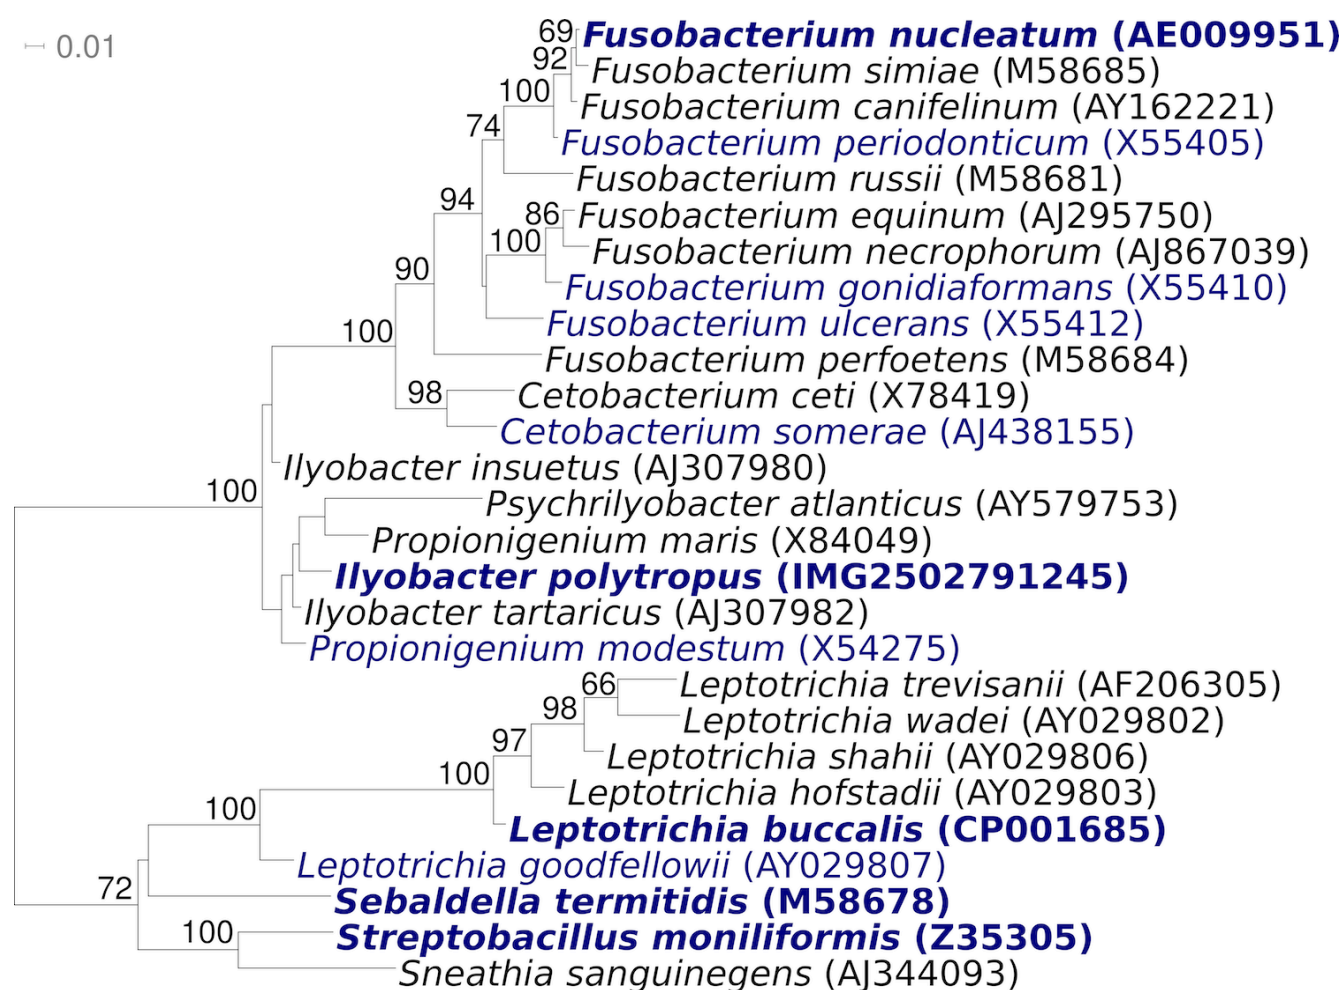 0.01
69 Fusobacterium nucleatum (AE009951)
92 Fusobacterium simiae (M58685)
100 Fusobacterium canifelinum (AY162221)
74 Fusobacterium periodonticum (X55405)
Fusobacterium russii (M58681)
94 86 Fusobacterium equinum (AJ295750)
100 Fusobacterium necrophorum (AJ867039)
90 Fusobacterium gonidiaformans (X55410)
100 Fusobacterium ulcerans (X55412)
Fusobacterium perfoetens (M58684)
98 Cetobacterium ceti (X78419)
Cetobacterium somerae (AJ438155)
Ilyobacter insuetus (AJ307980)
100 Psychrilyobacter atlanticus (AY579753)
Propionigenium maris (X84049)
Ilyobacter polytropus (IMG2502791245)
Ilyobacter tartaricus (AJ307982)
Propionigenium modestum (X54275)
66 Leptotrichia trevisanii (AF206305)
98 Leptotrichia wadei (AY029802)
97 Leptotrichia shahii (AY029806)
100 Leptotrichia hofstadii (AY029803)
100 Leptotrichia buccalis (CP001685)
Leptotrichia goodfellowii (AY029807)
72 Sebaldella termitidis (M58678)
100 Streptobacillus moniliformis (Z35305)
Sneathia sanguinegens (AJ344093)